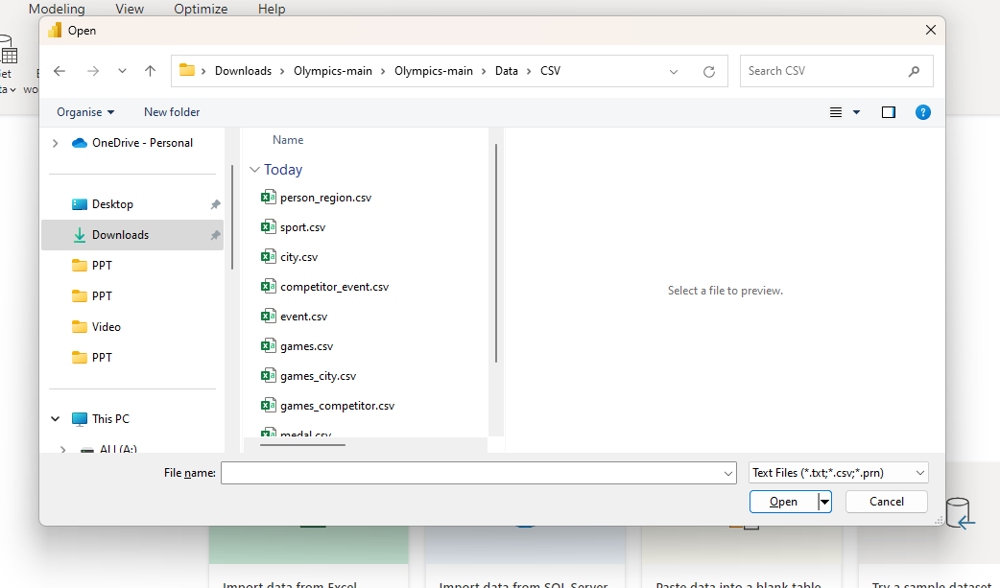 Modeling View Optimize Help
Open
Downloads Olympics-main Olympics-main Data CSV
Search CSV
Organise New folder
OneDrive - Personal
Desktop
Downloads
PPT
PPT
Video
PPT
This PC
ALI (A:)
Name
Today
person_region.csv
sport.csv
city.csv
competitor_event.csv
event.csv
games.csv
games_city.csv
games_competitor.csv
medal.csv
Select a file to preview.
File name:
Text Files (*.txt;*.csv;*.prn)
Open Cancel
Import data from Excel Import data from SQL Server Paste data into a blank table Try a sample dataset